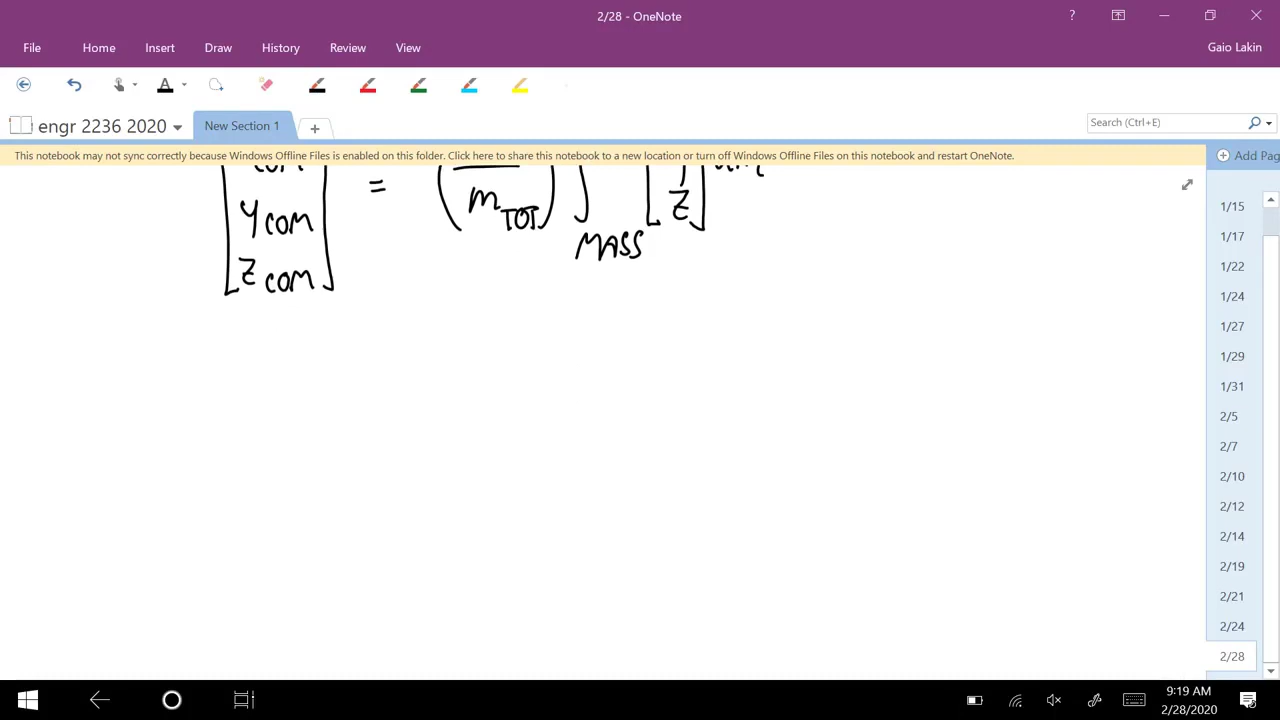 2/28 - OneNote
?
File Home Insert Draw History Review View
Gaio Lakin
A
engr 2236 2020
New Section 1
+
Search (Ctrl+E)
This notebook may not sync correctly because Windows Offline Files is enabled on this folder. Click here to share this notebook to a new location or turn off Windows Offline Files on this notebook and restart OneNote.
Add Pag
= ( m TOT ) ∫ [ z ]
y COM
MASS
z COM
1/15
1/17
1/22
1/24
1/27
1/29
1/31
2/5
2/7
2/10
2/12
2/14
2/19
2/21
2/24
2/28
9:19 AM
2/28/2020